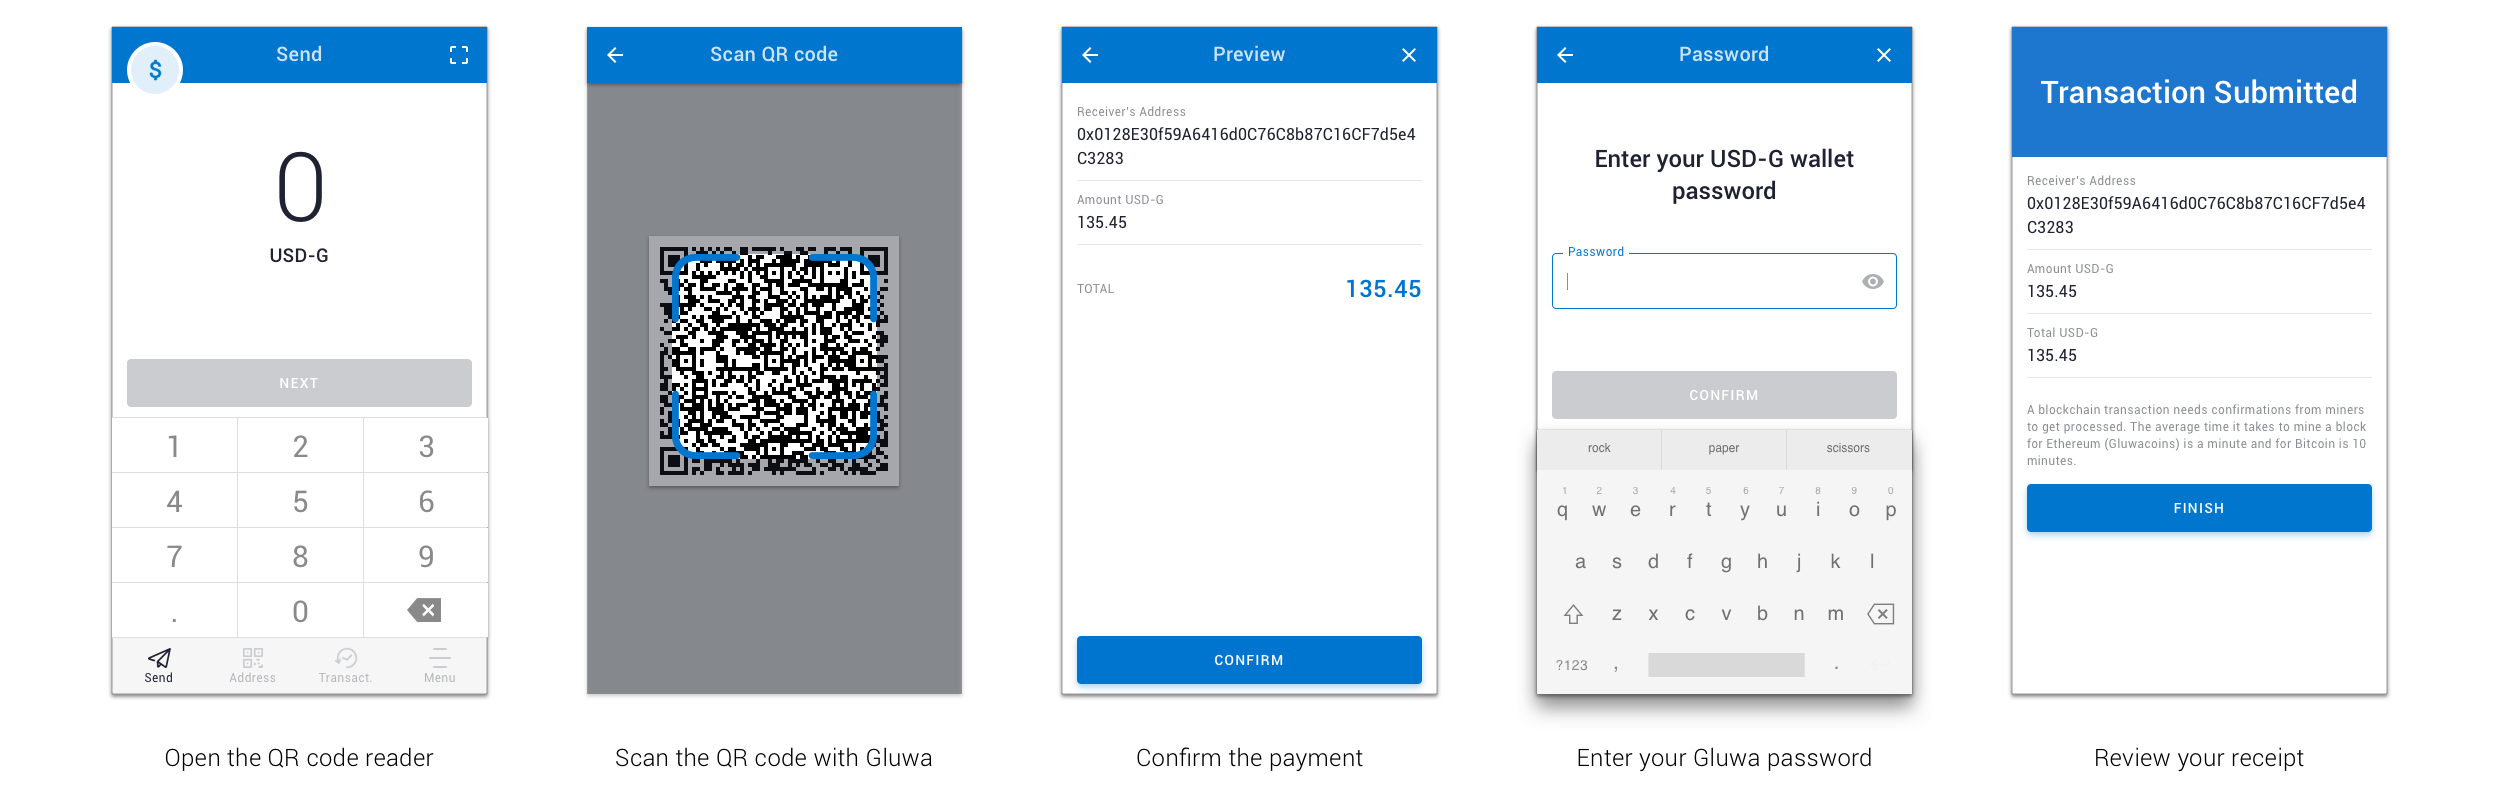 $
Send
0
USD-G
NEXT
1 2 3
4 5 6
7 8 9
. 0
Send Address Transact. Menu
Open the QR code reader
Scan QR code
Scan the QR code with Gluwa
Preview
Receiver's Address
0x0128E30f59A6416d0C76C8b87C16CF7d5e4
C3283
Amount USD-G
135.45
TOTAL 135.45
CONFIRM
Confirm the payment
Password
Enter your USD-G wallet
password
Password
CONFIRM
rock paper scissors
1 2 3 4 5 6 7 8 9 0
q w e r t y u i o p
a s d f g h j k l
z x c v b n m
?123 , .
Enter your Gluwa password
Transaction Submitted
Receiver's Address
0x0128E30f59A6416d0C76C8b87C16CF7d5e4
C3283
Amount USD-G
135.45
Total USD-G
135.45
A blockchain transaction needs confirmations from miners
to get processed. The average time it takes to mine a block
for Ethereum (Gluwacoins) is a minute and for Bitcoin is 10
minutes.
FINISH
Review your receipt